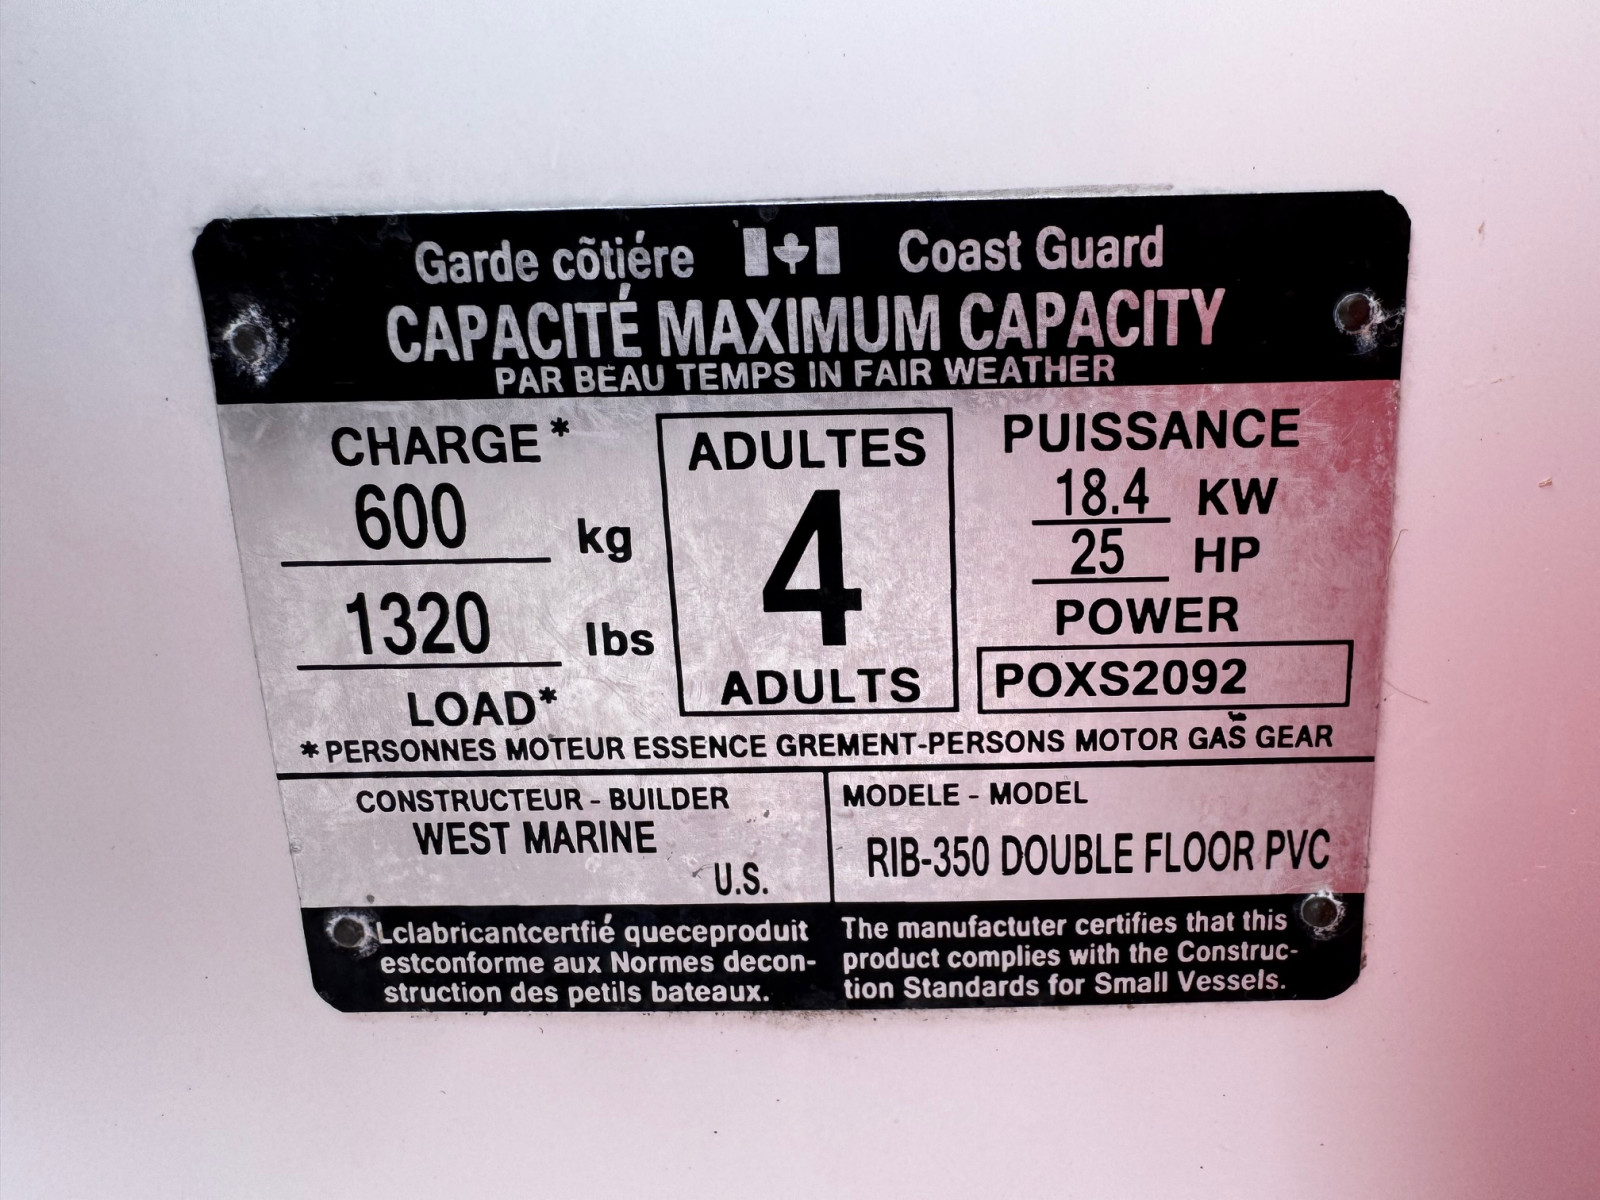 Garde cõtiére Coast Guard
CAPACITÉ MAXIMUM CAPACITY
PAR BEAU TEMPS IN FAIR WEATHER
CHARGE*
600 kg
1320 lbs
LOAD*
ADULTES
4
ADULTS
PUISSANCE
18.4 KW
25 HP
POWER
POXS2092
*PERSONNES MOTEUR ESSENCE GREMENT-PERSONS MOTOR GAS GEAR
CONSTRUCTEUR - BUILDER
WEST MARINE
U.S.
MODELE - MODEL
RIB-350 DOUBLE FLOOR PVC
Lclabricantcertfié queceproduit
estconforme aux Normes decon-
struction des petils bateaux.
The manufactuter certifies that this
product complies with the Construc-
tion Standards for Small Vessels.